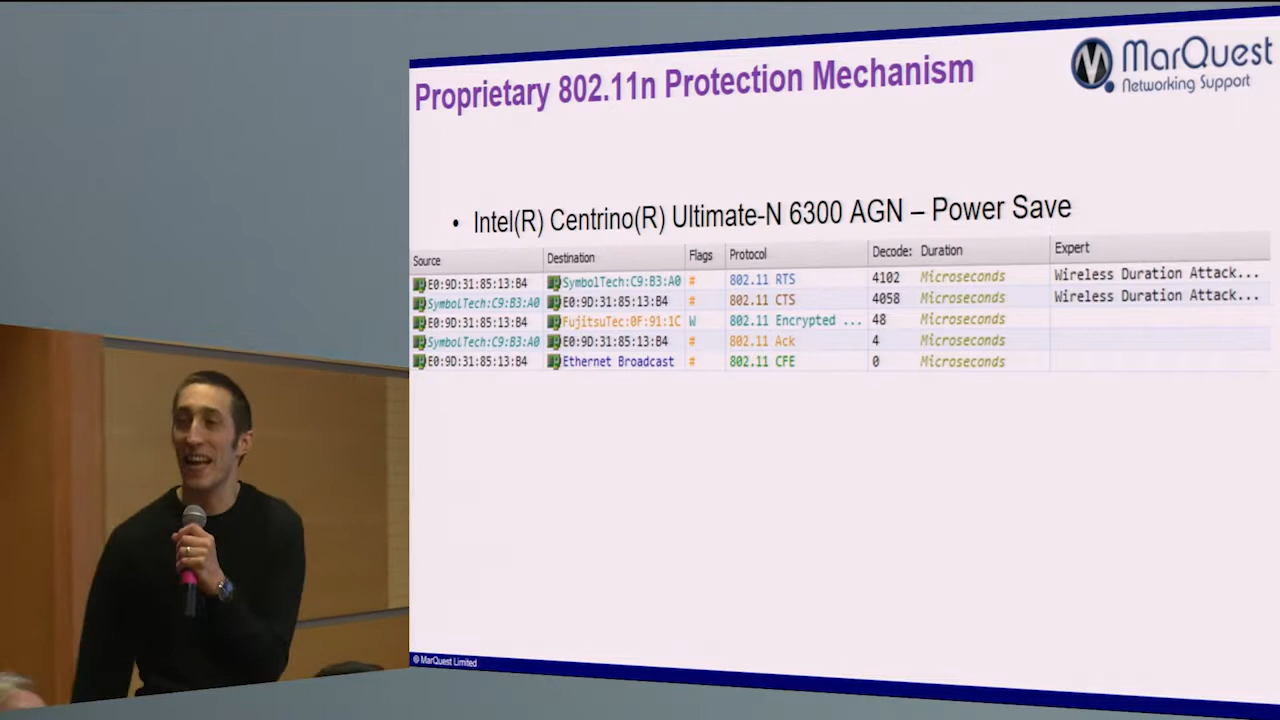 Proprietary 802.11n Protection Mechanism
MarQuest
Networking Support
• Intel(R) Centrino(R) Ultimate-N 6300 AGN – Power Save
Source Destination Flags Protocol Decode: Duration Expert
E0:9D:31:85:13:B4 SymbolTech:C9:B3:A0 # 802.11 RTS 4102 Microseconds Wireless Duration Attack...
SymbolTech:C9:B3:A0 E0:9D:31:85:13:B4 # 802.11 CTS 4058 Microseconds Wireless Duration Attack...
E0:9D:31:85:13:B4 FujitsuTec:0F:91:1C W 802.11 Encrypted ... 48 Microseconds
SymbolTech:C9:B3:A0 E0:9D:31:85:13:B4 # 802.11 Ack 4 Microseconds
E0:9D:31:85:13:B4 Ethernet Broadcast # 802.11 CFE 0 Microseconds
© MarQuest Limited